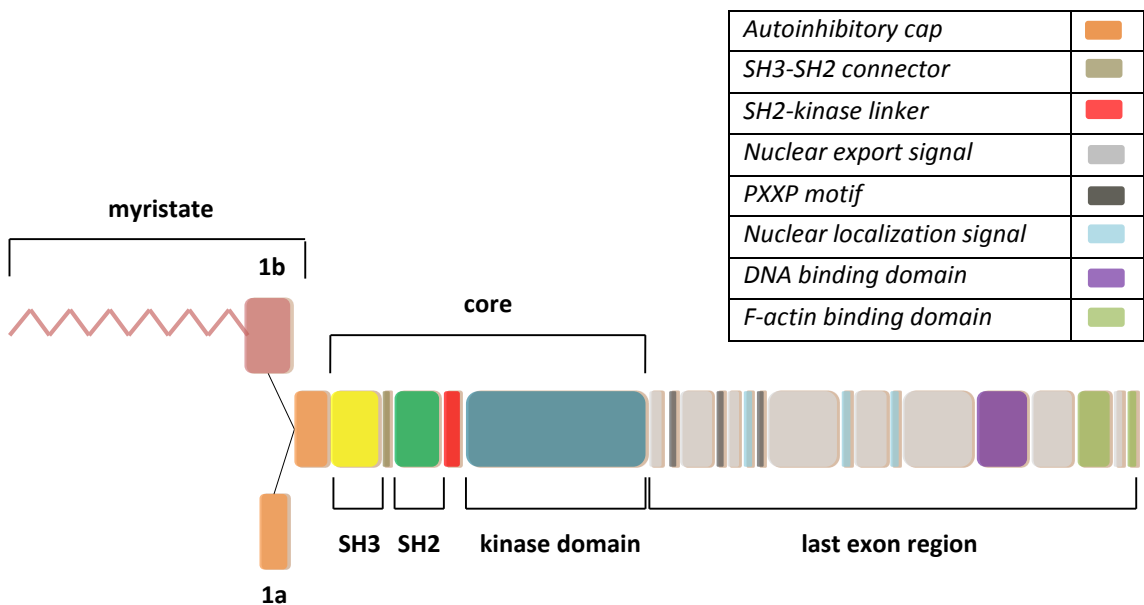 Autoinhibitory cap
SH3-SH2 connector
SH2-kinase linker
Nuclear export signal
PXXP motif
Nuclear localization signal
DNA binding domain
F-actin binding domain
myristate
1b
core
SH3
SH2
kinase domain
last exon region
1a